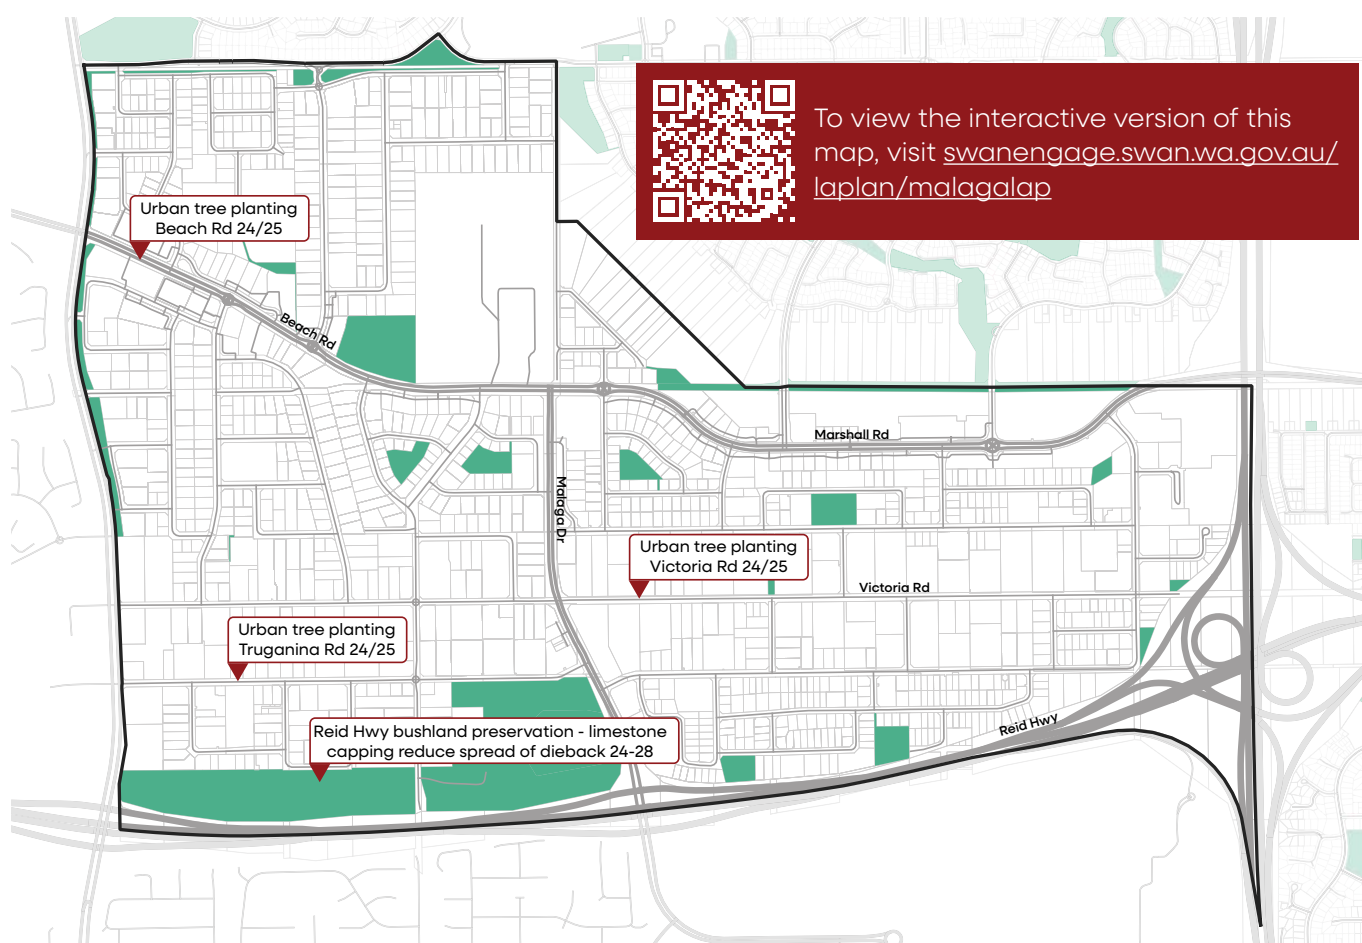 To view the interactive version of this
map, visit swanengage.swan.wa.gov.au/
laplan/malagalap
Urban tree planting
Beach Rd 24/25
Beach Rd
Marshall Rd
Malaga Dr
Urban tree planting
Victoria Rd 24/25
Victoria Rd
Urban tree planting
Truganina Rd 24/25
Reid Hwy bushland preservation - limestone
capping reduce spread of dieback 24-28
Reid Hwy